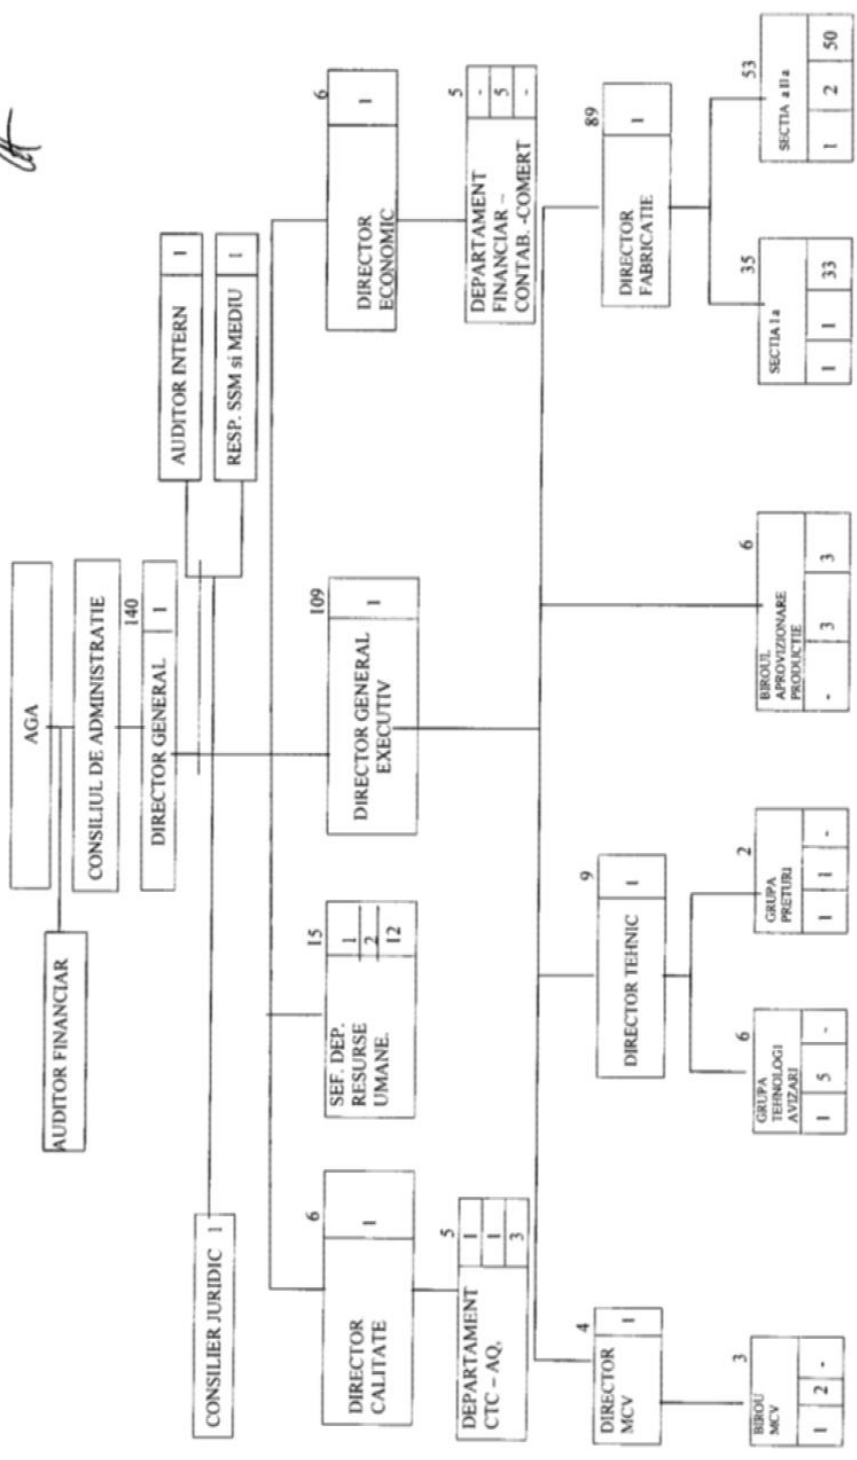 AGA
AUDITOR FINANCIAR
CONSILIUL DE ADMINISTRATIE
140
DIRECTOR GENERAL 1
AUDITOR INTERN 1
CONSILIER JURIDIC 1
RESP. SSM si MEDIU 1
6
DIRECTOR
CALITATE
1
15
SEF. DEP.
RESURSE
UMANE.
1
2
12
109
DIRECTOR GENERAL
EXECUTIV
1
6
DIRECTOR
ECONOMIC
1
5
DEPARTAMENT
CTC – AQ.
1
1
3
5
DEPARTAMENT
FINANCIAR –
CONTAB. -COMERT
-
5
-
4
DIRECTOR
MCV
1
9
DIRECTOR TEHNIC 1
89
DIRECTOR
FABRICATIE
1
3
BIROU
MCV
1 2 -
6
GRUPA
TEHNOLOGI
AVIZARI
1 5 -
2
GRUPA
PRETURI
1 1 -
6
BIROUL
APROVIZIONARE
PRODUCTIE
- 3 3
35
SECTIA I a
1 1 33
53
SECTIA a II a
1 2 50